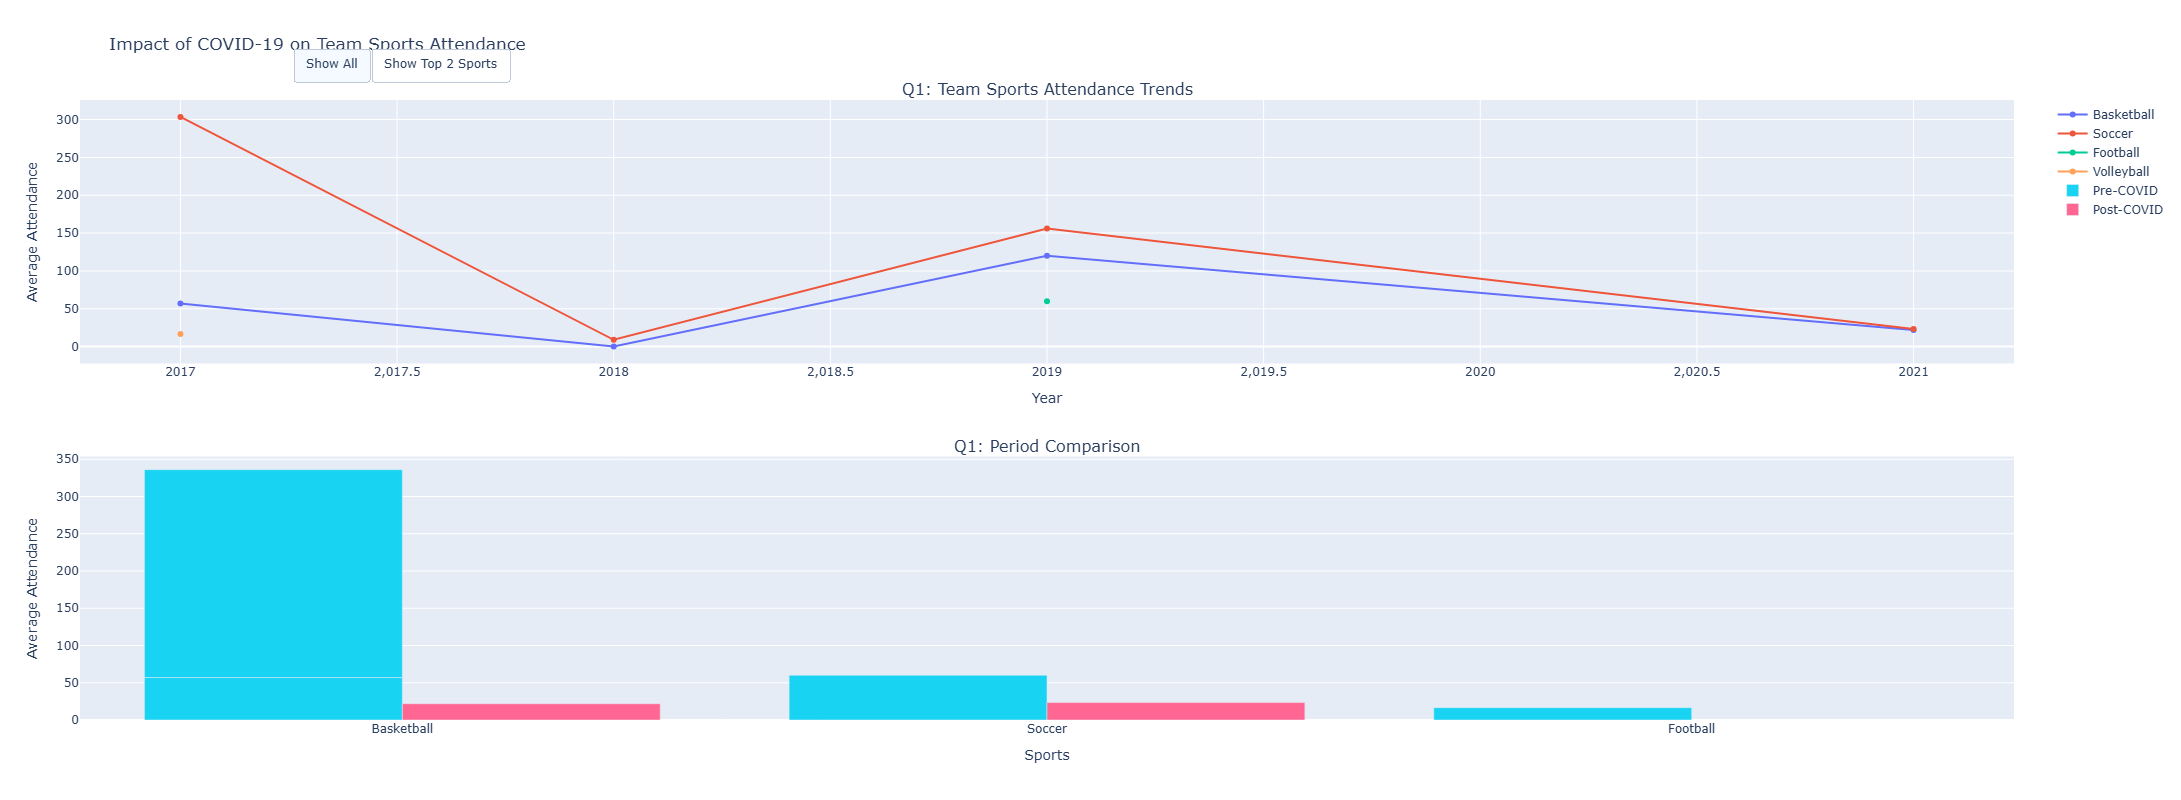 Impact of COVID-19 on Team Sports Attendance
Show All
Show Top 2 Sports
Q1: Team Sports Attendance Trends
Average Attendance
300
250
200
150
100
50
0
2017
2,017.5
2018
2,018.5
2019
2,019.5
2020
2,020.5
2021
Year
Basketball
Soccer
Football
Volleyball
Pre-COVID
Post-COVID
Q1: Period Comparison
Average Attendance
350
300
250
200
150
100
50
0
Basketball
Soccer
Football
Sports